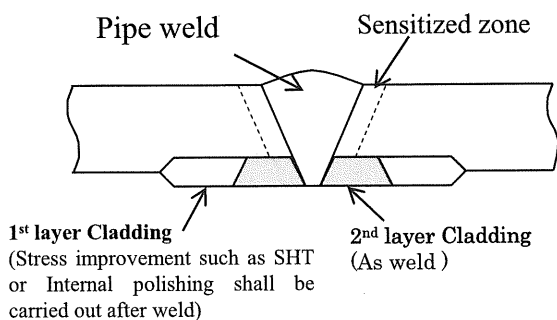 Pipe weld
Sensitized zone
1st layer Cladding
(Stress improvement such as SHT
or Internal polishing shall be
carried out after weld)
2nd layer Cladding
(As weld )